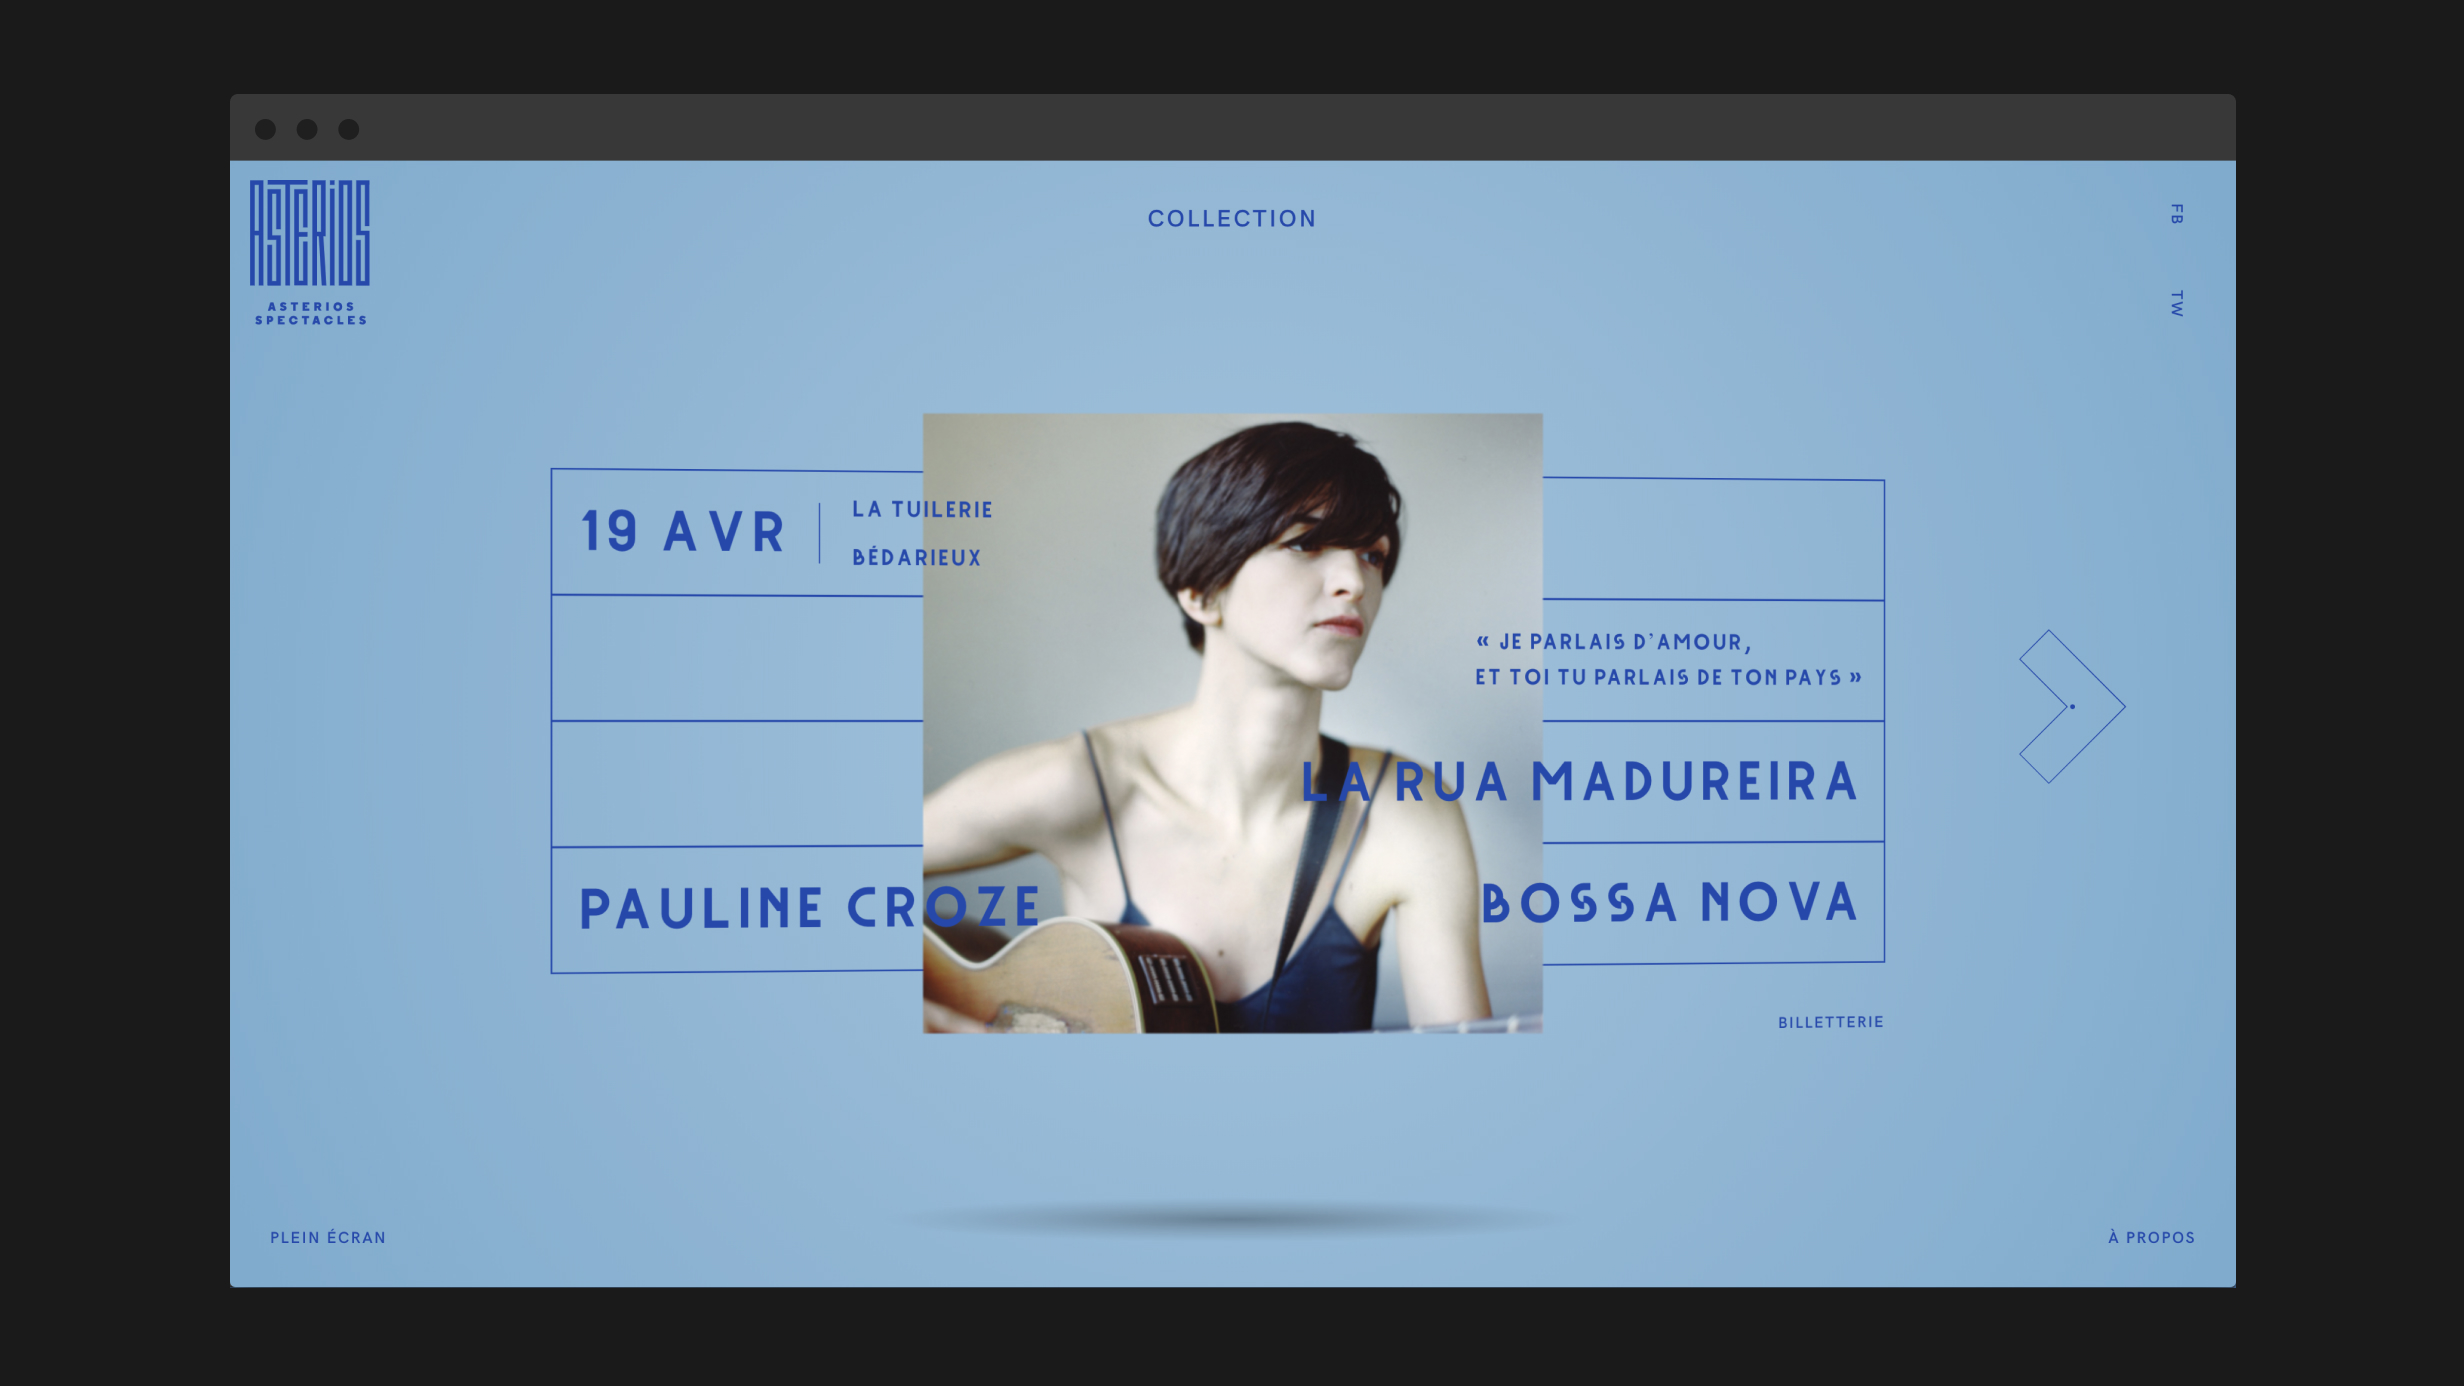 ASTERIOS
ASTERIOS
SPECTACLES
COLLECTION
FB
TW
19 AVR
LA TUILERIE
BÉDARIEUX
« JE PARLAIS D'AMOUR,
ET TOI TU PARLAIS DE TON PAYS »
LA RUA MADUREIRA
PAULINE CROZE
BOSSA NOVA
BILLETTERIE
PLEIN ÉCRAN
À PROPOS